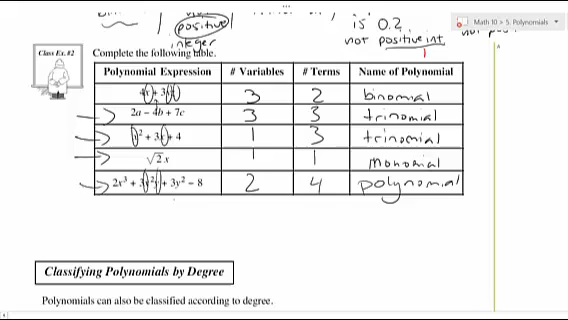 positive
is 0.2
integer
not positive int.
Math 10 > 5. Polynomials
Class Ex. #2
Complete the following table.
Polynomial Expression # Variables # Terms Name of Polynomial
3 2 binomial
2a − 4b + 7c 3 3 trinomial
x² + 3x + 4 1 3 trinomial
√2 x 1 1 monomial
+ 3y² − 8 2 4 polynomial
Classifying Polynomials by Degree
Polynomials can also be classified according to degree.